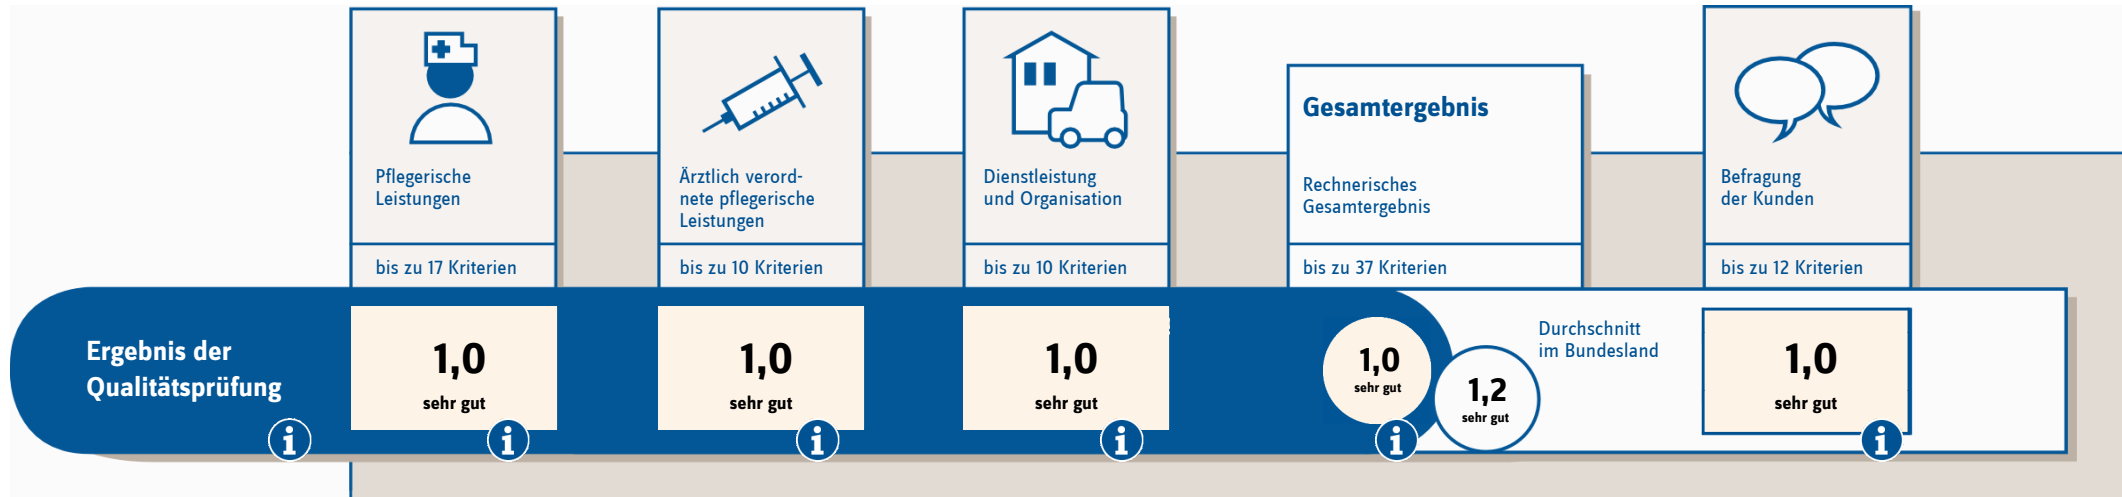 Pflegerische
Leistungen
bis zu 17 Kriterien
Ärztlich verord-
nete pflegerische
Leistungen
bis zu 10 Kriterien
Dienstleistung
und Organisation
bis zu 10 Kriterien
Gesamtergebnis
Rechnerisches
Gesamtergebnis
bis zu 37 Kriterien
Befragung
der Kunden
bis zu 12 Kriterien
Ergebnis der
Qualitätsprüfung
i
1,0
sehr gut
i
1,0
sehr gut
i
1,0
sehr gut
i
1,0
sehr gut
i
1,2
sehr gut
Durchschnitt
im Bundesland
1,0
sehr gut
i